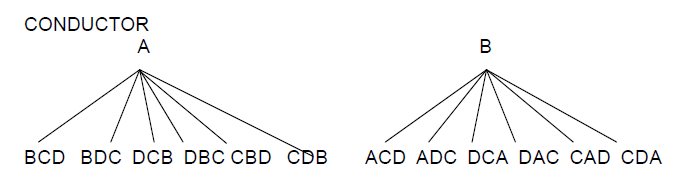 CONDUCTOR
A B
BCD BDC DCB DBC CBD CDB ACD ADC DCA DAC CAD CDA